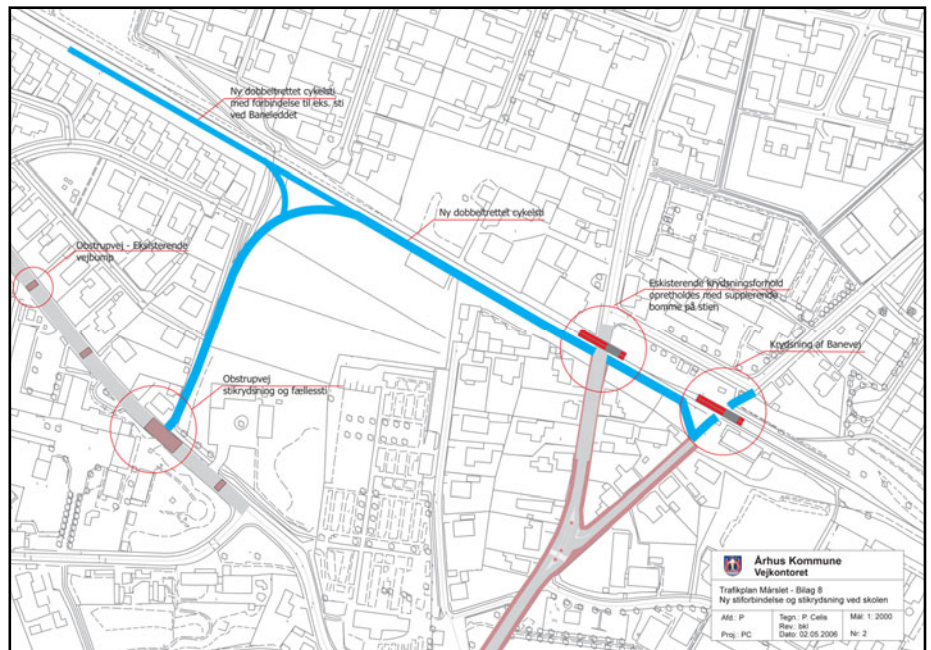 Ny dobbeltrettet cykelsti
med forbindelse til eks. sti
ved Baneleddet
Ny dobbeltrettet cykelsti
Obstrupvej - Eksisterende
vejbump
Eskisterende krydsningsforhold
opretholdes med supplerende
bomme på stien
Krydsning af Banevej
Obstrupvej
stikrydsning og fællessti
Århus Kommune
Vejkontoret
Trafikplan Mårslet - Bilag 8
Ny stiforbindelse og stikrydsning ved skolen
Afd.: P
Tegn.: P. Celis
Mål: 1: 2000
Rev.: bkl
Proj.: PC
Dato: 02.05.2006
Nr: 2